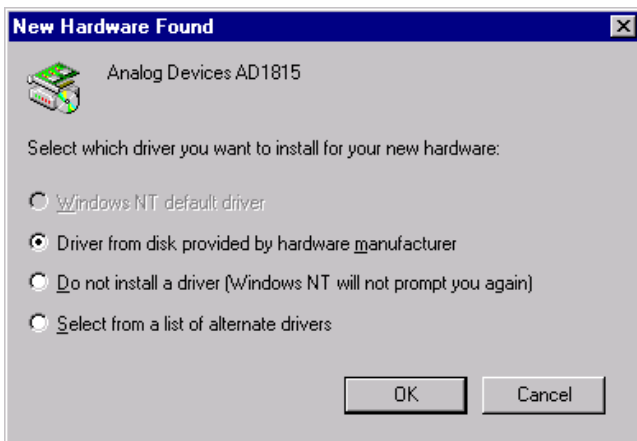 New Hardware Found
Analog Devices AD1815
Select which driver you want to install for your new hardware:
Windows NT default driver
Driver from disk provided by hardware manufacturer
Do not install a driver (Windows NT will not prompt you again)
Select from a list of alternate drivers
OK
Cancel